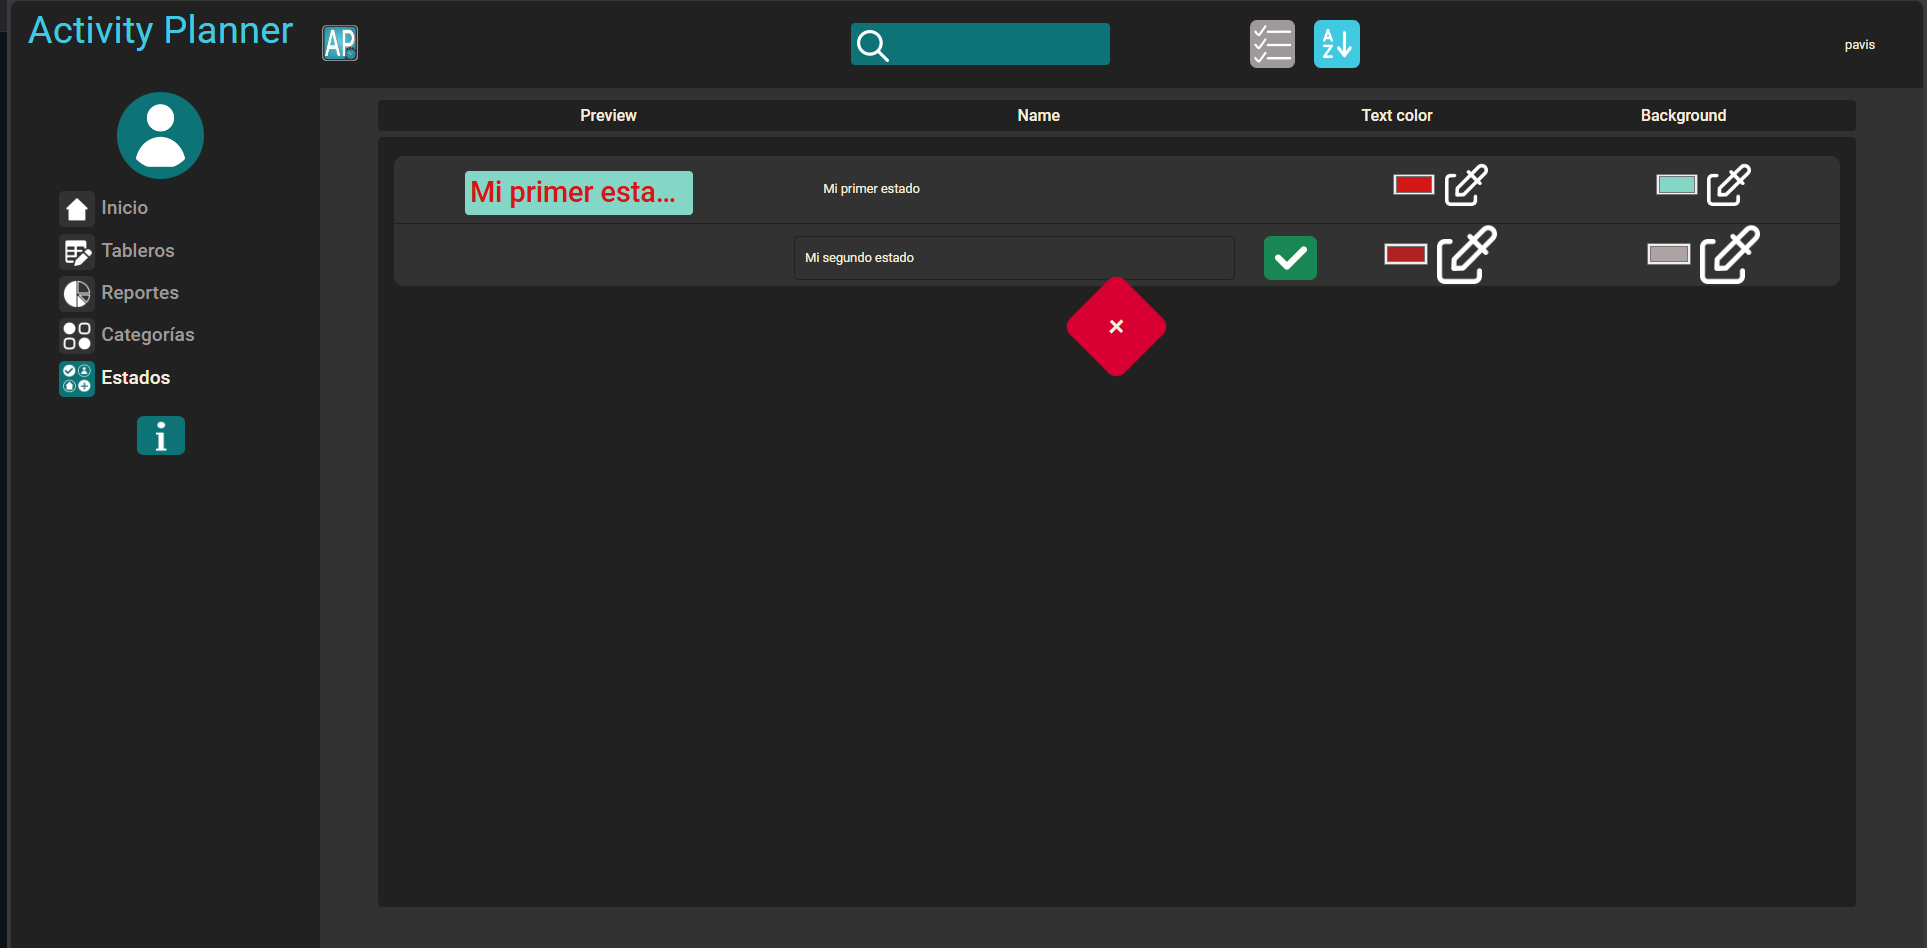 Activity Planner
AP
A
Z
pavis
Preview Name Text color Background
Mi primer esta... Mi primer estado
Mi segundo estado
Inicio
Tableros
Reportes
Categorías
Estados
i